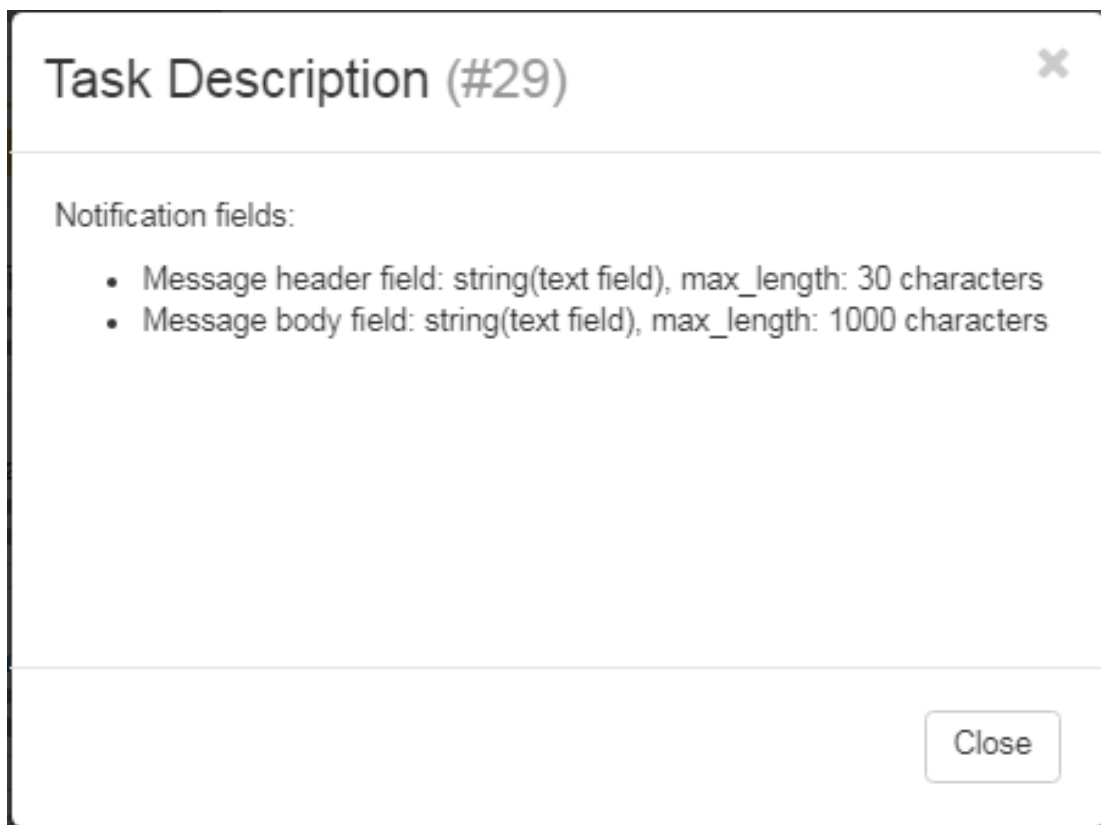 Task Description (#29)
Notification fields:
• Message header field: string(text field), max_length: 30 characters
• Message body field: string(text field), max_length: 1000 characters
Close